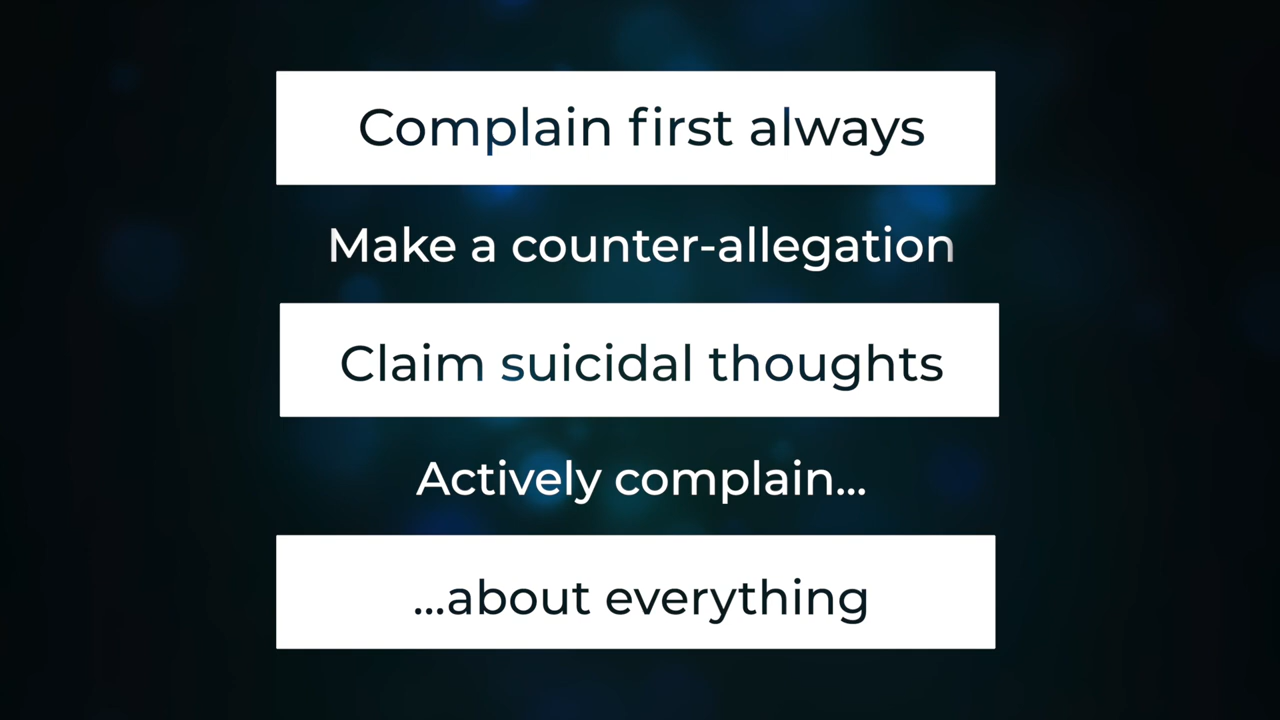 Complain first always
Make a counter-allegation
Claim suicidal thoughts
Actively complain...
...about everything